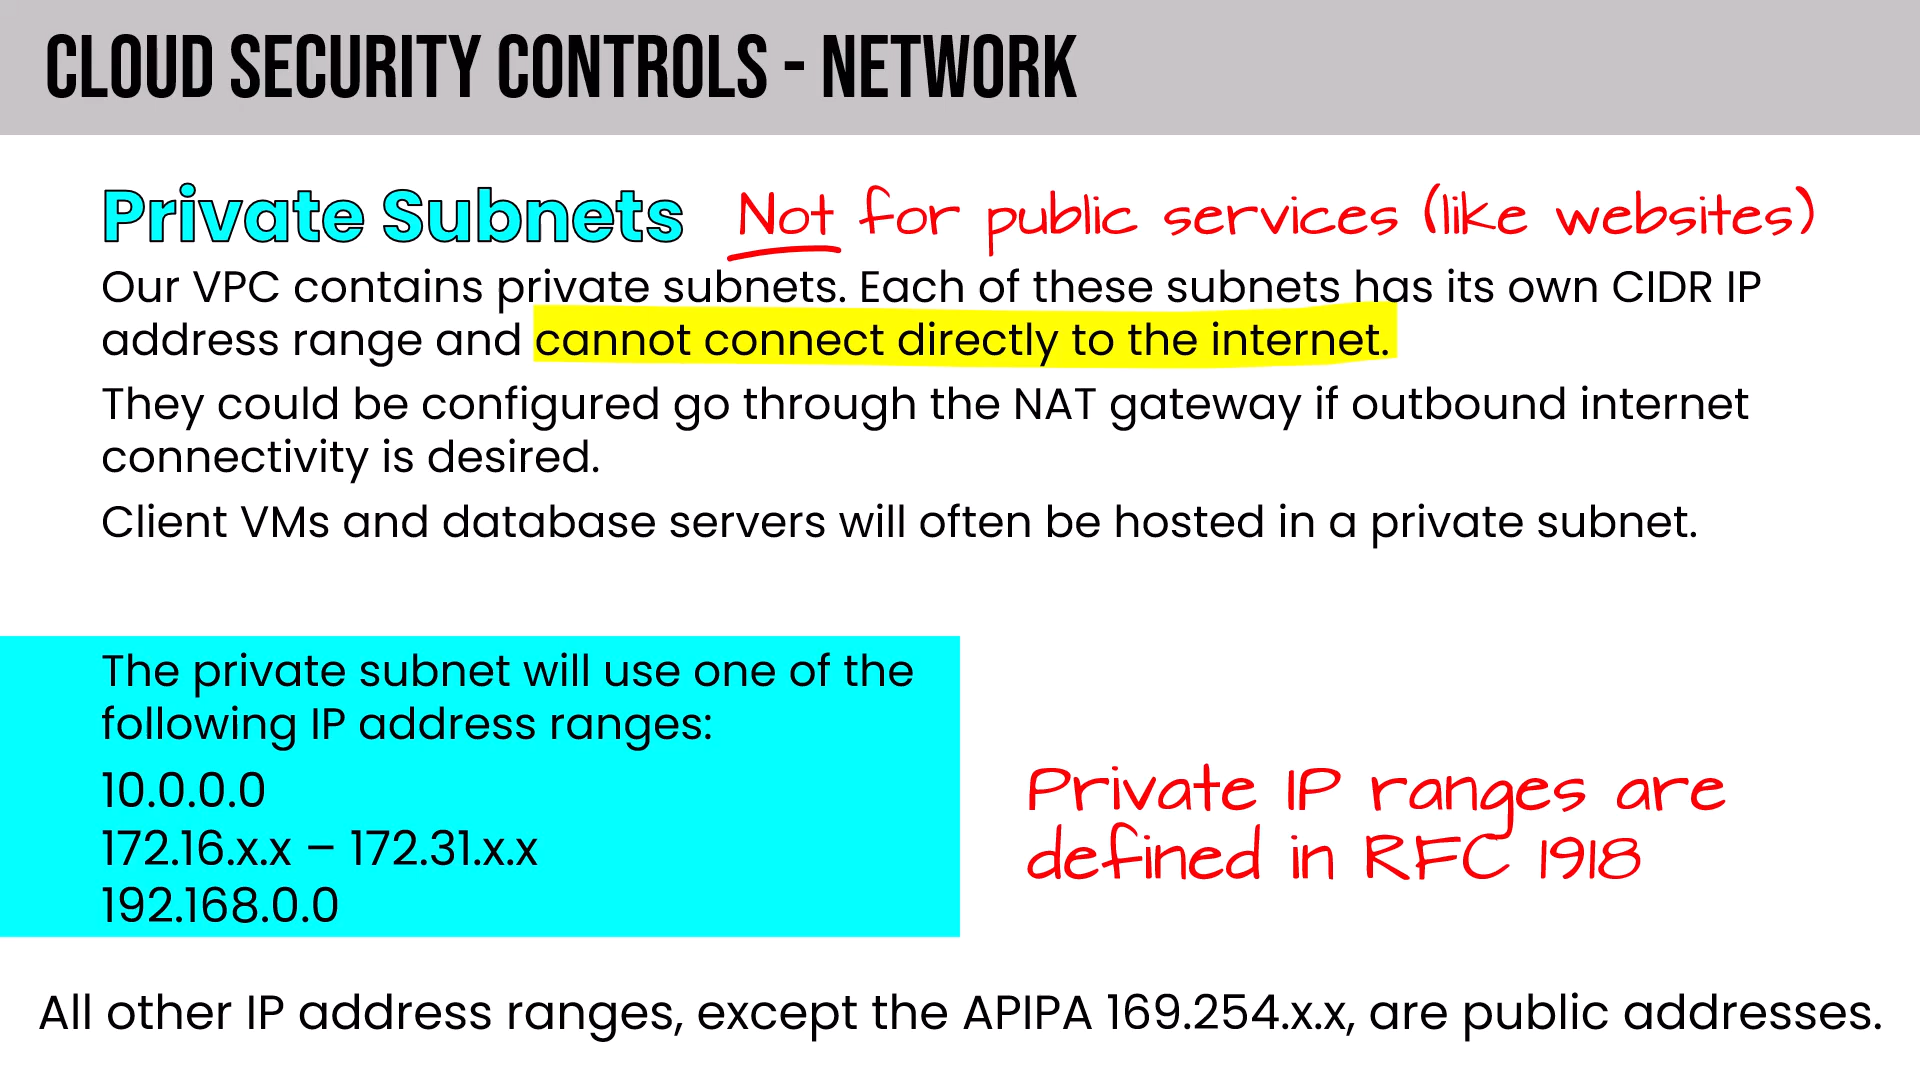 CLOUD SECURITY CONTROLS - NETWORK
Private Subnets Not for public services (like websites)
Our VPC contains private subnets. Each of these subnets has its own CIDR IP
address range and cannot connect directly to the internet.
They could be configured go through the NAT gateway if outbound internet
connectivity is desired.
Client VMs and database servers will often be hosted in a private subnet.
The private subnet will use one of the
following IP address ranges:
10.0.0.0
172.16.x.x – 172.31.x.x
192.168.0.0
Private IP ranges are
defined in RFC 1918
All other IP address ranges, except the APIPA 169.254.x.x, are public addresses.